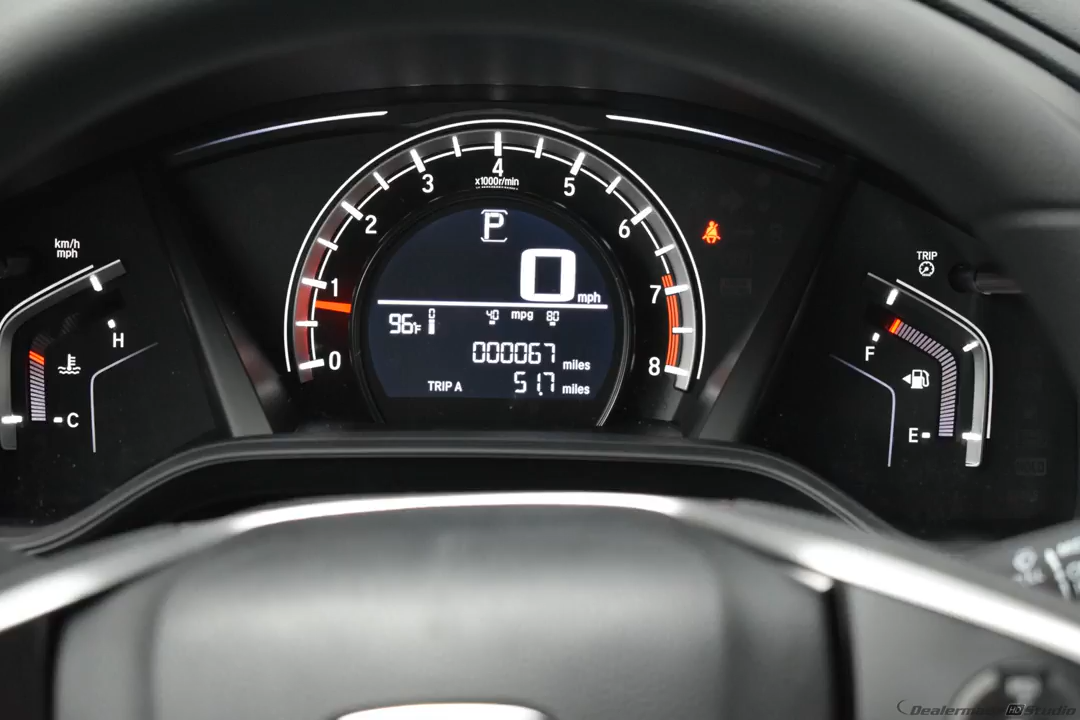 km/h
mph
H
C
0
1
2
3
4
5
6
7
8
x1000r/min
P
0 mph
96°F
0 40 mpg 80
000067 miles
TRIP A 51.7 miles
TRIP
F
E